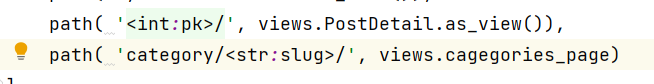 path( '<int:pk>/', views.PostDetail.as_view()),
path( 'category/<str:slug>/', views.cagegories_page)
]